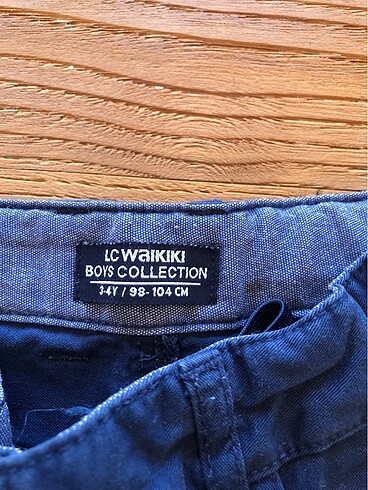 LC WaiKiKi
BOYS COLLECTION
3-4Y / 98-104 CM